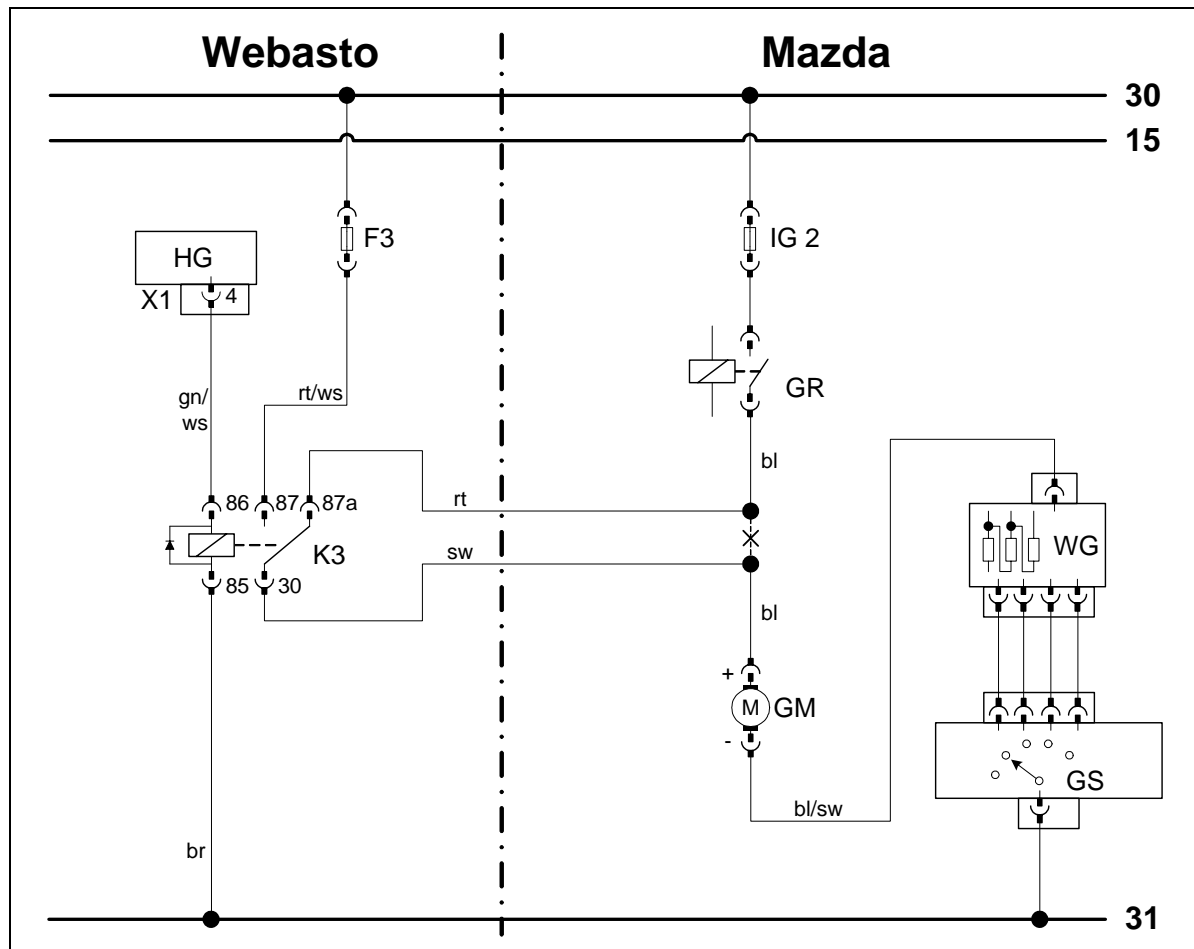 Webasto
Mazda
30
15
F3
IG 2
HG
X1
4
gn/
ws
rt/ws
GR
bl
86
87
87a
rt
WG
K3
sw
85
30
bl
+
M
GM
-
GS
bl/sw
br
31